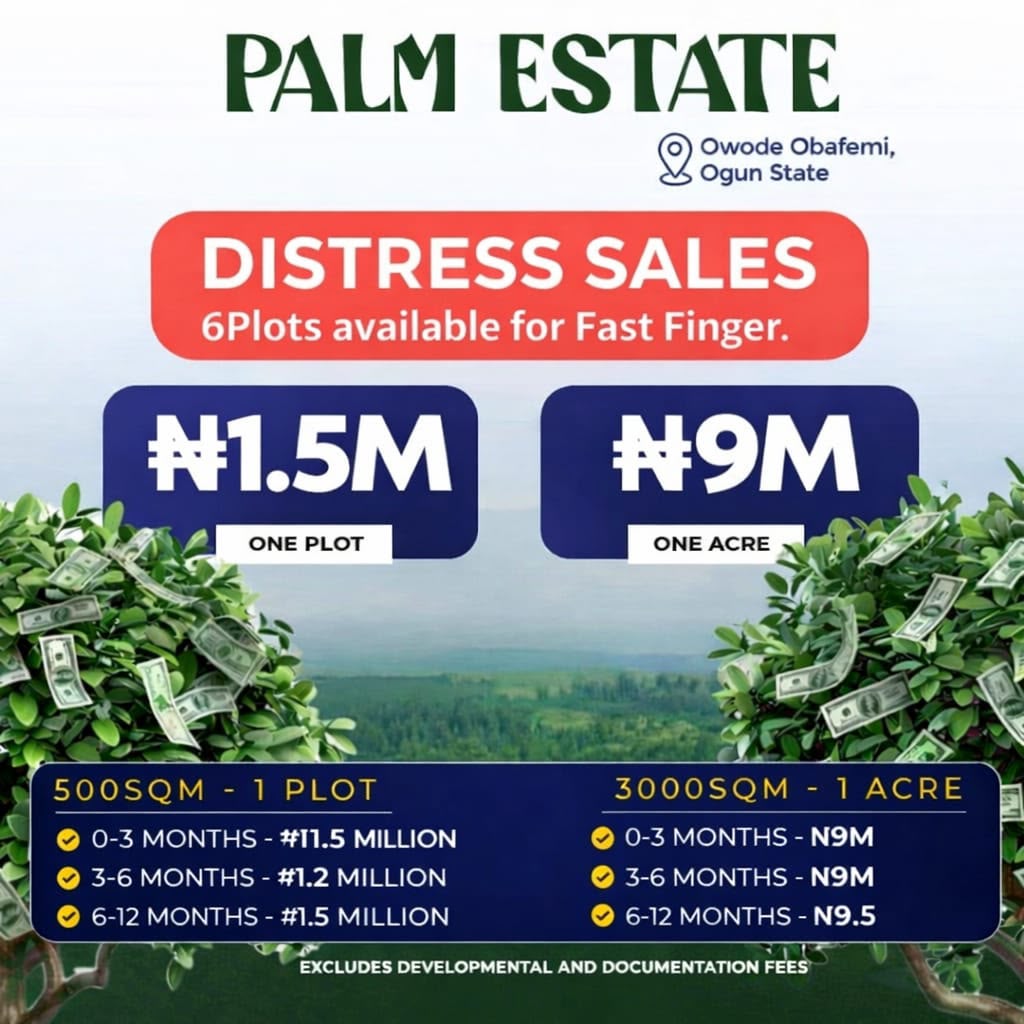 PALM ESTATE
Owode Obafemi,
Ogun State
DISTRESS SALES
6Plots available for Fast Finger.
₦1.5M
ONE PLOT
₦9M
ONE ACRE
500SQM - 1 PLOT
0-3 MONTHS - #11.5 MILLION
3-6 MONTHS - #1.2 MILLION
6-12 MONTHS - #1.5 MILLION
3000SQM - 1 ACRE
0-3 MONTHS - N9M
3-6 MONTHS - N9M
6-12 MONTHS - N9.5
EXCLUDES DEVELOPMENTAL AND DOCUMENTATION FEES